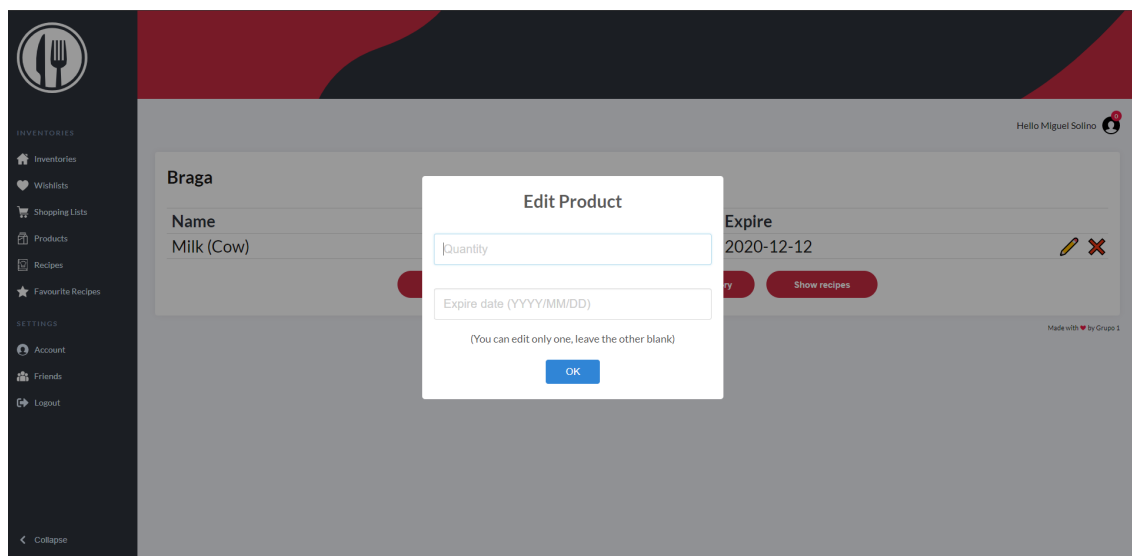 INVENTORIES
Inventories
Wishlists
Shopping Lists
Products
Recipes
Favourite Recipes
SETTINGS
Account
Friends
Logout
Collapse
Hello Miguel Solino
0
Braga
Name Expire
Milk (Cow) 2020-12-12
ry Show recipes
Edit Product
Quantity
Expire date (YYYY/MM/DD)
(You can edit only one, leave the other blank)
OK
Made with ♥ by Grupo 1